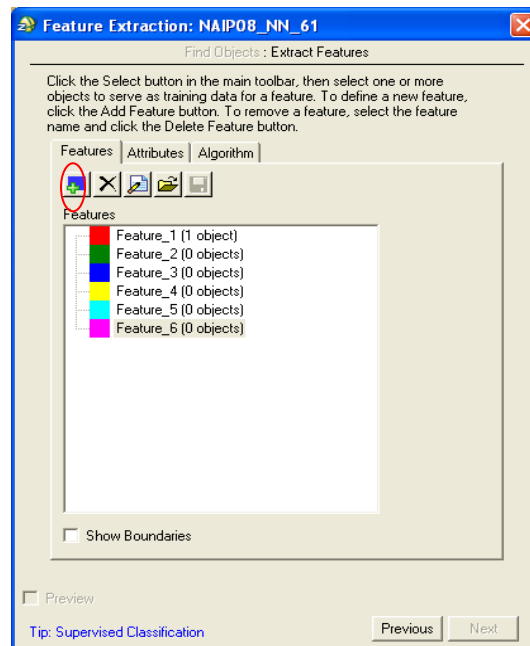 Feature Extraction: NAIP08_NN_61
Find Objects : Extract Features
Click the Select button in the main toolbar, then select one or more
objects to serve as training data for a feature. To define a new feature,
click the Add Feature button. To remove a feature, select the feature
name and click the Delete Feature button.
Features Attributes Algorithm
Features
Feature_1 (1 object)
Feature_2 (0 objects)
Feature_3 (0 objects)
Feature_4 (0 objects)
Feature_5 (0 objects)
Feature_6 (0 objects)
Show Boundaries
Preview
Tip: Supervised Classification Previous Next